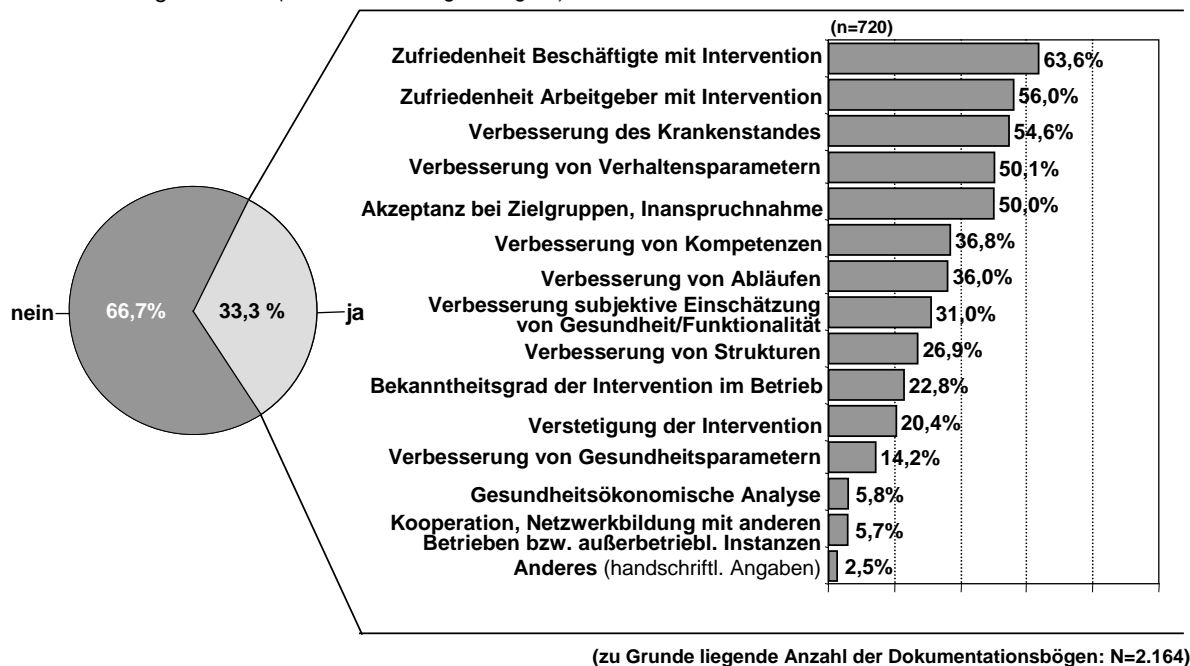 (n=720)
Zufriedenheit Beschäftigte mit Intervention 63,6%
Zufriedenheit Arbeitgeber mit Intervention 56,0%
Verbesserung des Krankenstandes 54,6%
Verbesserung von Verhaltensparametern 50,1%
Akzeptanz bei Zielgruppen, Inanspruchnahme 50,0%
Verbesserung von Kompetenzen 36,8%
Verbesserung von Abläufen 36,0%
Verbesserung subjektive Einschätzung
von Gesundheit/Funktionalität 31,0%
Verbesserung von Strukturen 26,9%
Bekanntheitsgrad der Intervention im Betrieb 22,8%
Verstetigung der Intervention 20,4%
Verbesserung von Gesundheitsparametern 14,2%
Gesundheitsökonomische Analyse 5,8%
Kooperation, Netzwerkbildung mit anderen
Betrieben bzw. außerbetriebl. Instanzen 5,7%
Anderes (handschriftl. Angaben) 2,5%
nein 66,7% 33,3 % ja
(zu Grunde liegende Anzahl der Dokumentationsbögen: N=2.164)